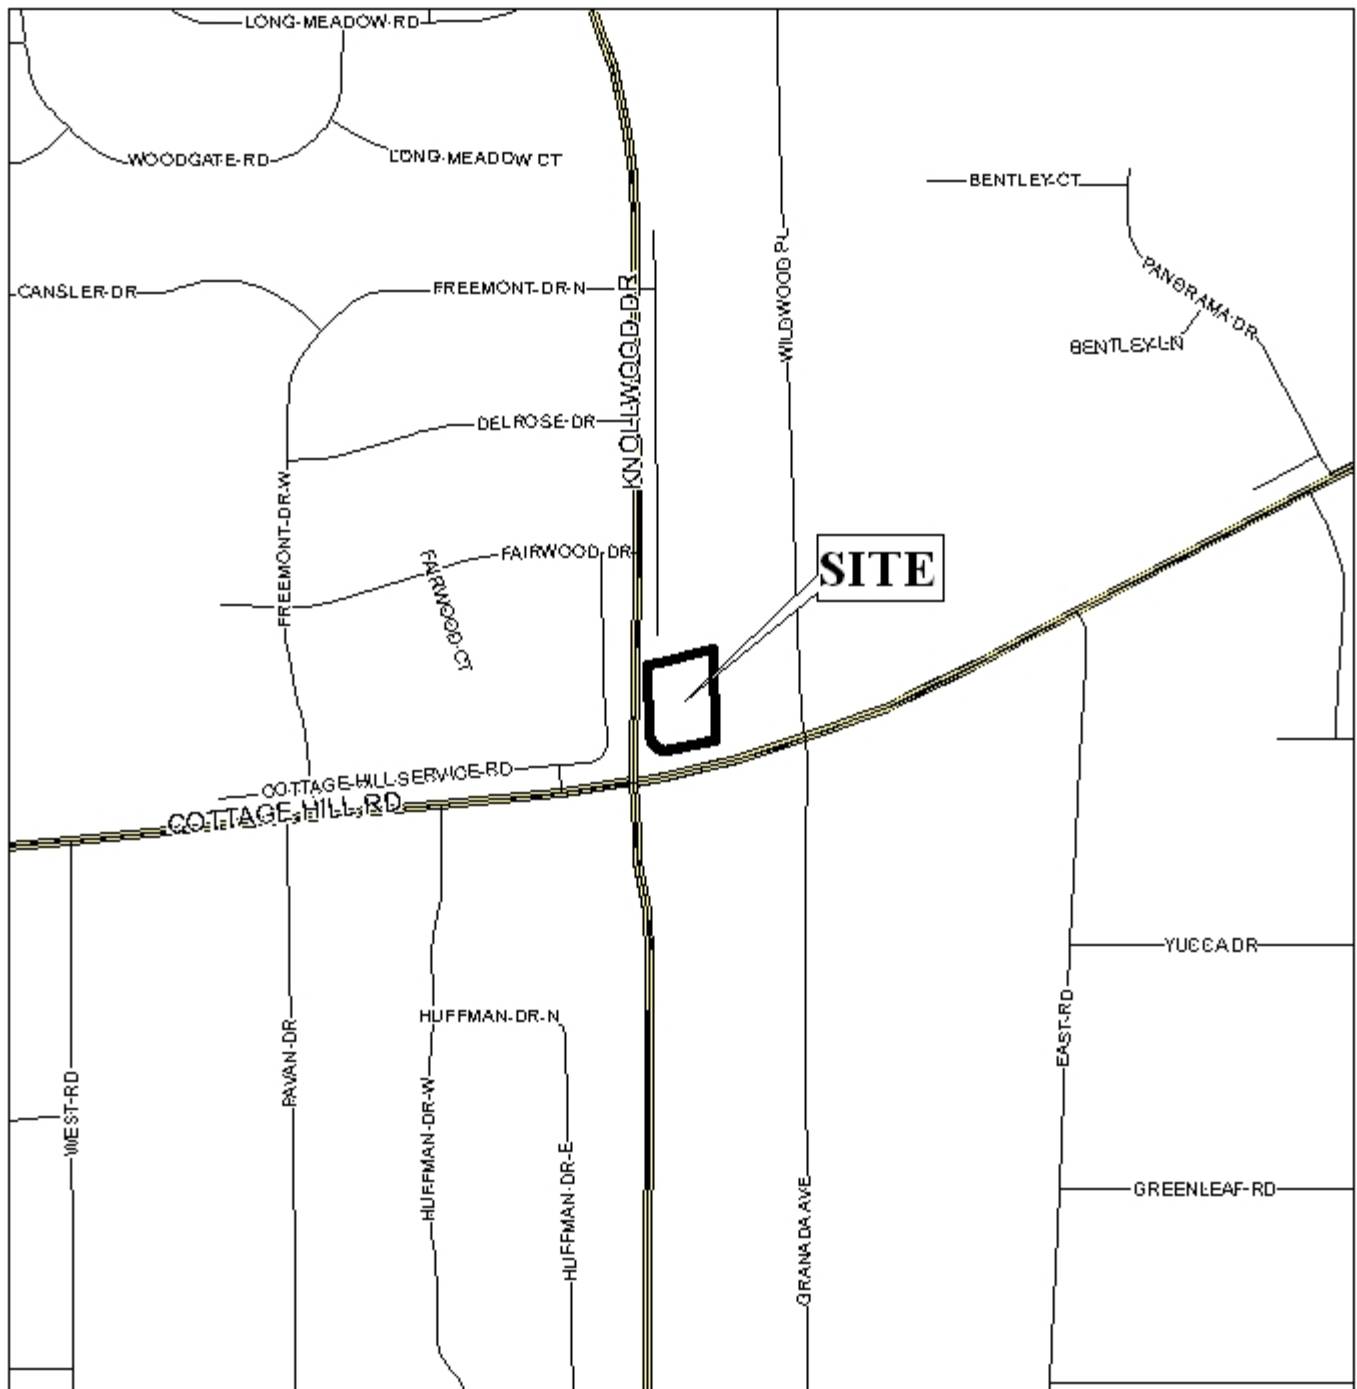 LONG MEADOW RD
WOODGATE RD
LONG MEADOW CT
BENTLEY CT
WILDWOOD PL
PANORAMA DR
CANSLER DR
FREEMONT DR N
KNOLLWOOD DR
BENTLEY LN
DELROSE DR
FREEMONT DR W
FAIRWOOD DR
FAIRWOOD CT
SITE
COTTAGE HILL SERVICE RD
COTTAGE HILL RD
YUCCA DR
HUFFMAN DR N
EAST RD
PAVAN DR
WEST RD
HUFFMAN DR W
HUFFMAN DR E
GREENLEAF RD
GRANADA AVE